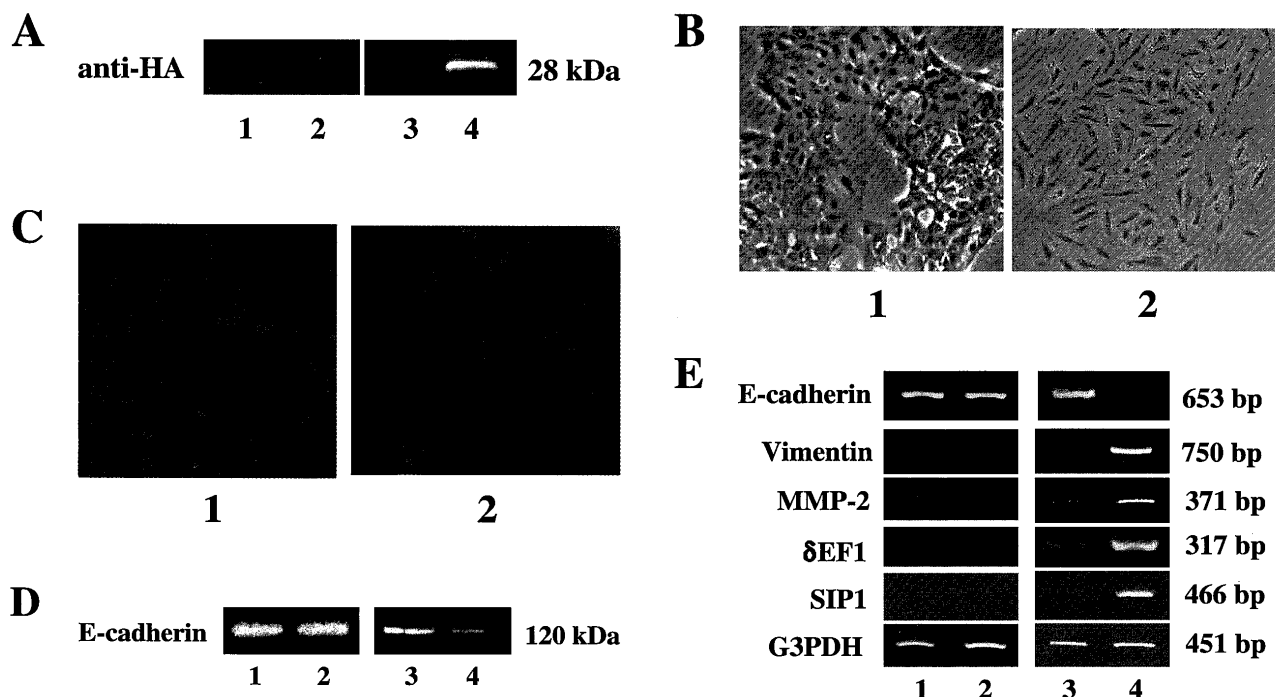 A
anti-HA
28 kDa
1 2 3 4
B
1 2
C
1 2
D
E-cadherin
120 kDa
1 2 3 4
E
E-cadherin
653 bp
Vimentin
750 bp
MMP-2
371 bp
δEF1
317 bp
SIP1
466 bp
G3PDH
451 bp
1 2 3 4